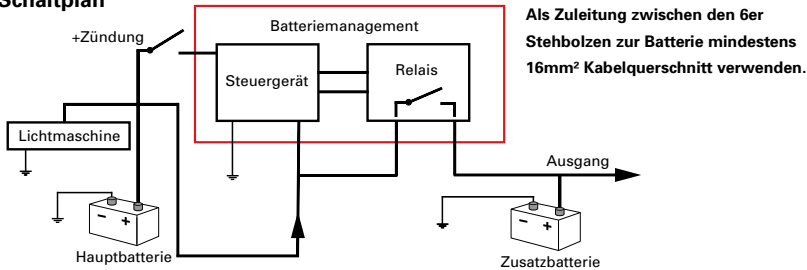 Schaltplan
+Zündung
Batteriemanagement
Steuergerät
Relais
Lichtmaschine
Ausgang
− +
Hauptbatterie
− +
Zusatzbatterie
Als Zuleitung zwischen den 6er
Stehbolzen zur Batterie mindestens
16mm² Kabelquerschnitt verwenden.